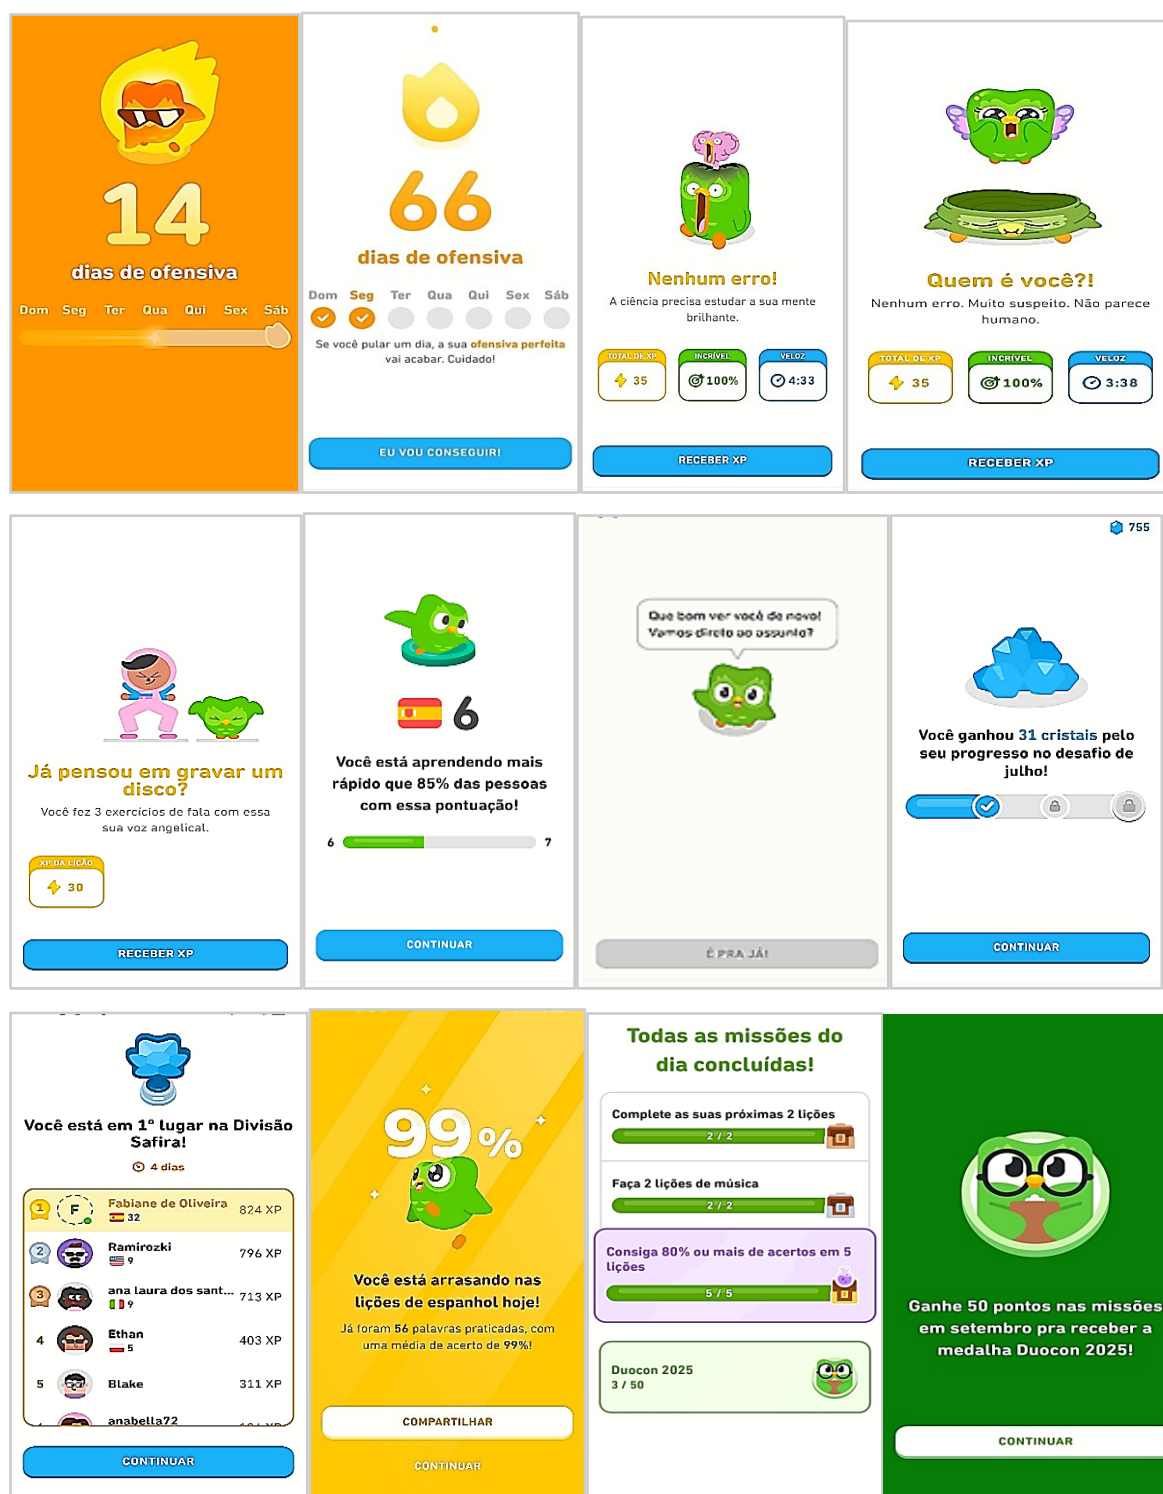 14
dias de ofensiva
Dom Seg Ter Qua Qui Sex Sáb
66
dias de ofensiva
Dom Seg Ter Qua Qui Sex Sáb
Se você pular um dia, a sua ofensiva perfeita
vai acabar. Cuidado!
EU VOU CONSEGUIR!
Nenhum erro!
A ciência precisa estudar a sua mente
brilhante.
TOTAL DE XP INCRÍVEL VELOZ
35 100% 4:33
RECEBER XP
Quem é você?!
Nenhum erro. Muito suspeito. Não parece
humano.
TOTAL DE XP INCRÍVEL VELOZ
35 100% 3:38
RECEBER XP
Já pensou em gravar um
disco?
Você fez 3 exercícios de fala com essa
sua voz angelical.
XP DA LIÇÃO
30
RECEBER XP
6
Você está aprendendo mais
rápido que 85% das pessoas
com essa pontuação!
6 7
CONTINUAR
Que bom ver você de novo!
Vamos direto ao assunto?
É PRA JÁ!
755
Você ganhou 31 cristais pelo
seu progresso no desafio de
julho!
CONTINUAR
Você está em 1º lugar na Divisão
Safira!
4 dias
1 F Fabiane de Oliveira 824 XP
32
2 Ramirozki 796 XP
9
3 ana laura dos sant... 713 XP
9
4 Ethan 403 XP
5
5 Blake 311 XP
anabella72
CONTINUAR
99%
Você está arrasando nas
lições de espanhol hoje!
Já foram 56 palavras praticadas, com
uma média de acerto de 99%!
COMPARTILHAR
CONTINUAR
Todas as missões do
dia concluídas!
Complete as suas próximas 2 lições
2 / 2
Faça 2 lições de música
2 / 2
Consiga 80% ou mais de acertos em 5
lições
5 / 5
Duocon 2025
3 / 50
Ganhe 50 pontos nas missões
em setembro pra receber a
medalha Duocon 2025!
CONTINUAR